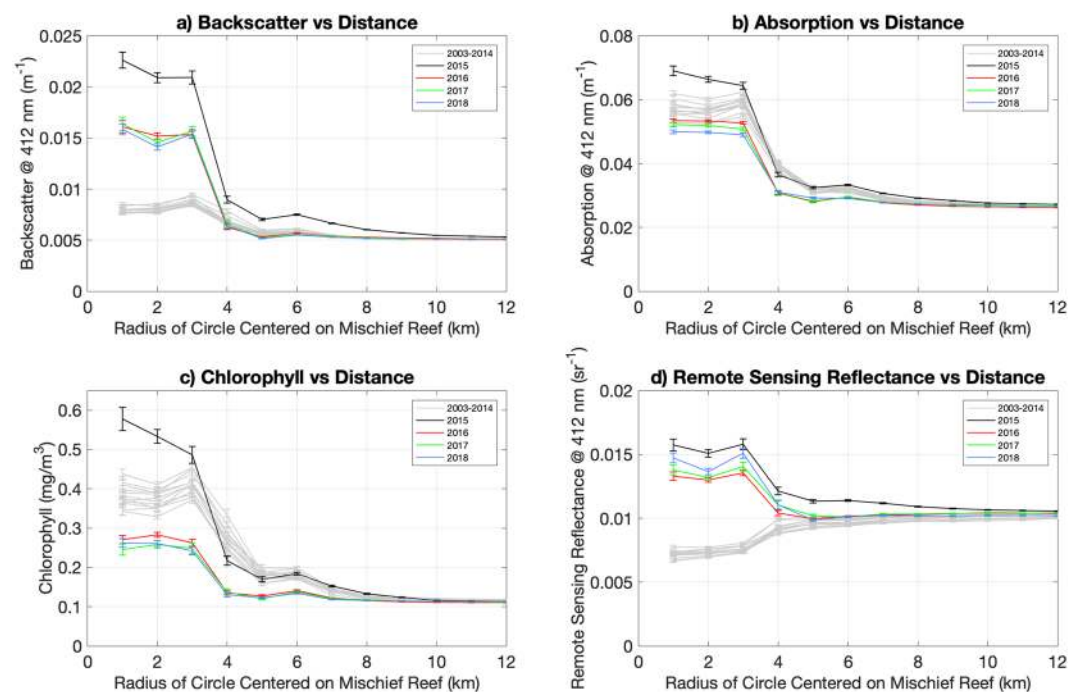 a) Backscatter vs Distance
0.025
0.02
0.015
0.01
0.005
0
Backscatter @ 412 nm (m-1)
2003-2014
2015
2016
2017
2018
0 2 4 6 8 10 12
Radius of Circle Centered on Mischief Reef (km)
b) Absorption vs Distance
0.08
0.06
0.04
0.02
0
Absorption @ 412 nm (m-1)
2003-2014
2015
2016
2017
2018
0 2 4 6 8 10 12
Radius of Circle Centered on Mischief Reef (km)
c) Chlorophyll vs Distance
0.6
0.5
0.4
0.3
0.2
0.1
0
Chlorophyll (mg/m3)
2003-2014
2015
2016
2017
2018
0 2 4 6 8 10 12
Radius of Circle Centered on Mischief Reef (km)
d) Remote Sensing Reflectance vs Distance
0.02
0.015
0.01
0.005
0
Remote Sensing Reflectance @ 412 nm (sr-1)
2003-2014
2015
2016
2017
2018
0 2 4 6 8 10 12
Radius of Circle Centered on Mischief Reef (km)